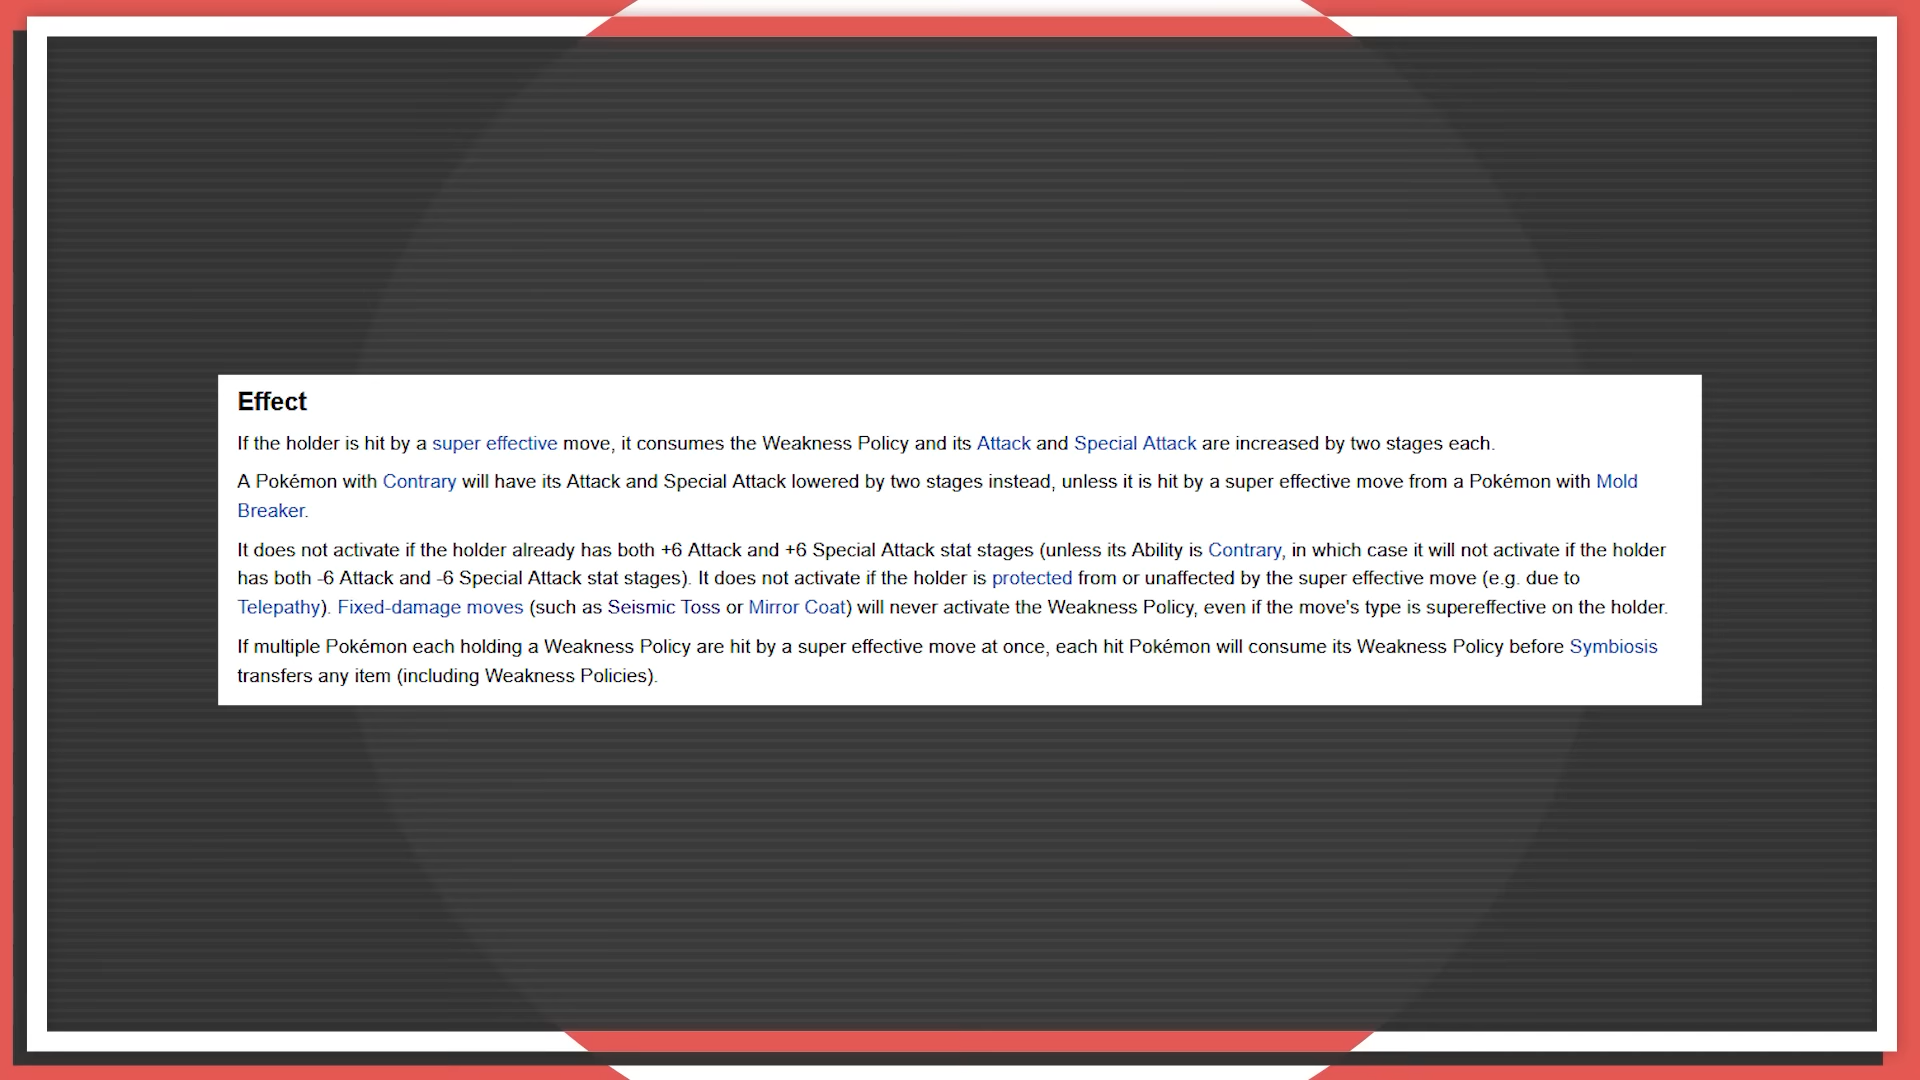 Effect
If the holder is hit by a super effective move, it consumes the Weakness Policy and its Attack and Special Attack are increased by two stages each.
A Pokémon with Contrary will have its Attack and Special Attack lowered by two stages instead, unless it is hit by a super effective move from a Pokémon with Mold
Breaker.
It does not activate if the holder already has both +6 Attack and +6 Special Attack stat stages (unless its Ability is Contrary, in which case it will not activate if the holder
has both -6 Attack and -6 Special Attack stat stages). It does not activate if the holder is protected from or unaffected by the super effective move (e.g. due to
Telepathy). Fixed-damage moves (such as Seismic Toss or Mirror Coat) will never activate the Weakness Policy, even if the move's type is supereffective on the holder.
If multiple Pokémon each holding a Weakness Policy are hit by a super effective move at once, each hit Pokémon will consume its Weakness Policy before Symbiosis
transfers any item (including Weakness Policies).